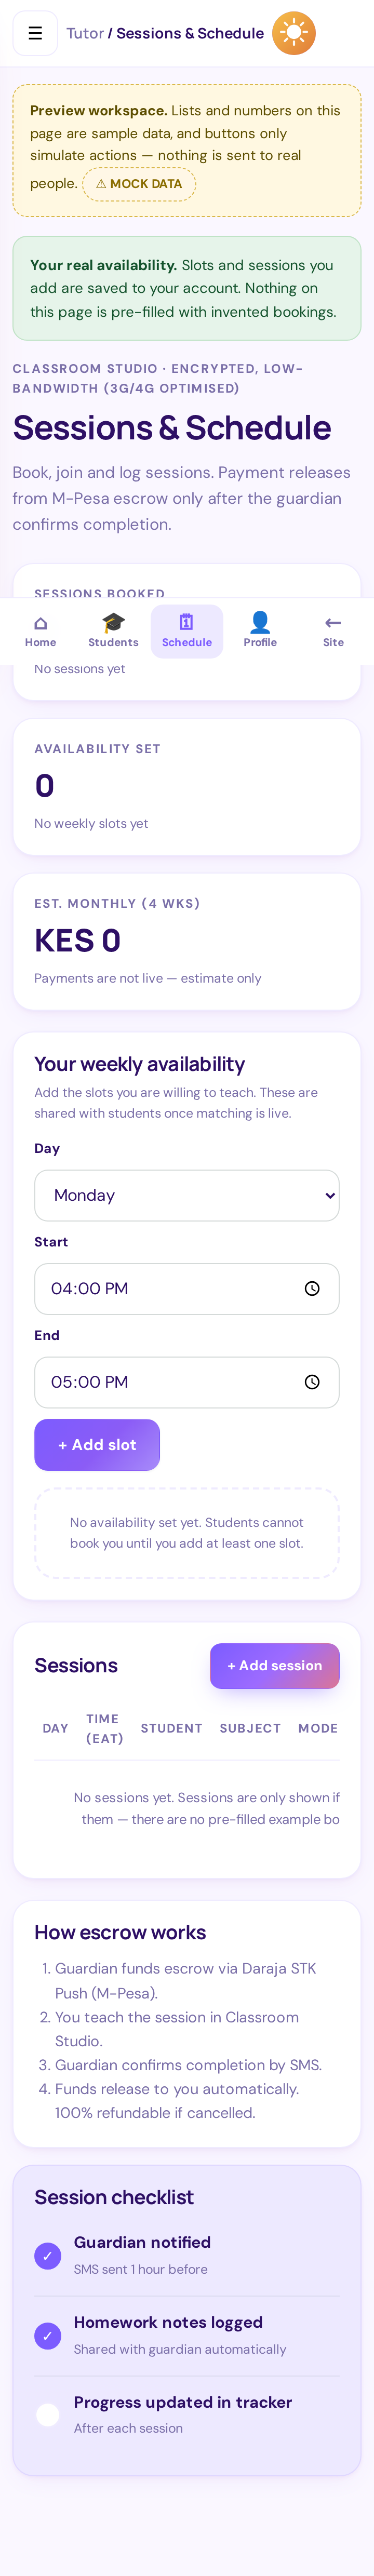 Tutor / Sessions & Schedule
Preview workspace. Lists and numbers on this
page are sample data, and buttons only
simulate actions — nothing is sent to real
people. ⚠ MOCK DATA
Your real availability. Slots and sessions you
add are saved to your account. Nothing on
this page is pre-filled with invented bookings.
CLASSROOM STUDIO · ENCRYPTED, LOW-
BANDWIDTH (3G/4G OPTIMISED)
Sessions & Schedule
Book, join and log sessions. Payment releases
from M-Pesa escrow only after the guardian
confirms completion.
SESSIONS BOOKED
Home Students Schedule Profile Site
No sessions yet
AVAILABILITY SET
0
No weekly slots yet
EST. MONTHLY (4 WKS)
KES 0
Payments are not live — estimate only
Your weekly availability
Add the slots you are willing to teach. These are
shared with students once matching is live.
Day
Monday
Start
04:00 PM
End
05:00 PM
+ Add slot
No availability set yet. Students cannot
book you until you add at least one slot.
Sessions
+ Add session
DAY TIME (EAT) STUDENT SUBJECT MODE
No sessions yet. Sessions are only shown if
them — there are no pre-filled example bo
How escrow works
1. Guardian funds escrow via Daraja STK
Push (M-Pesa).
2. You teach the session in Classroom
Studio.
3. Guardian confirms completion by SMS.
4. Funds release to you automatically.
100% refundable if cancelled.
Session checklist
✓ Guardian notified
SMS sent 1 hour before
✓ Homework notes logged
Shared with guardian automatically
Progress updated in tracker
After each session